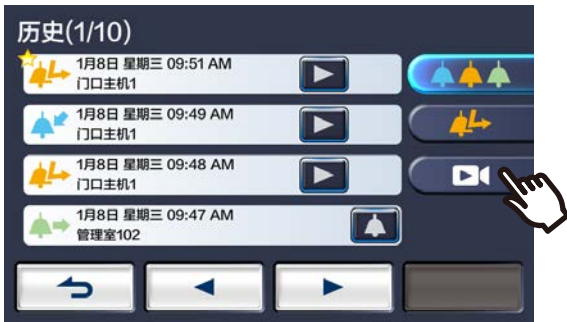 历史(1/10)
1月8日 星期三 09:51 AM
门口主机1
1月8日 星期三 09:49 AM
门口主机1
1月8日 星期三 09:48 AM
门口主机1
1月8日 星期三 09:47 AM
管理室102